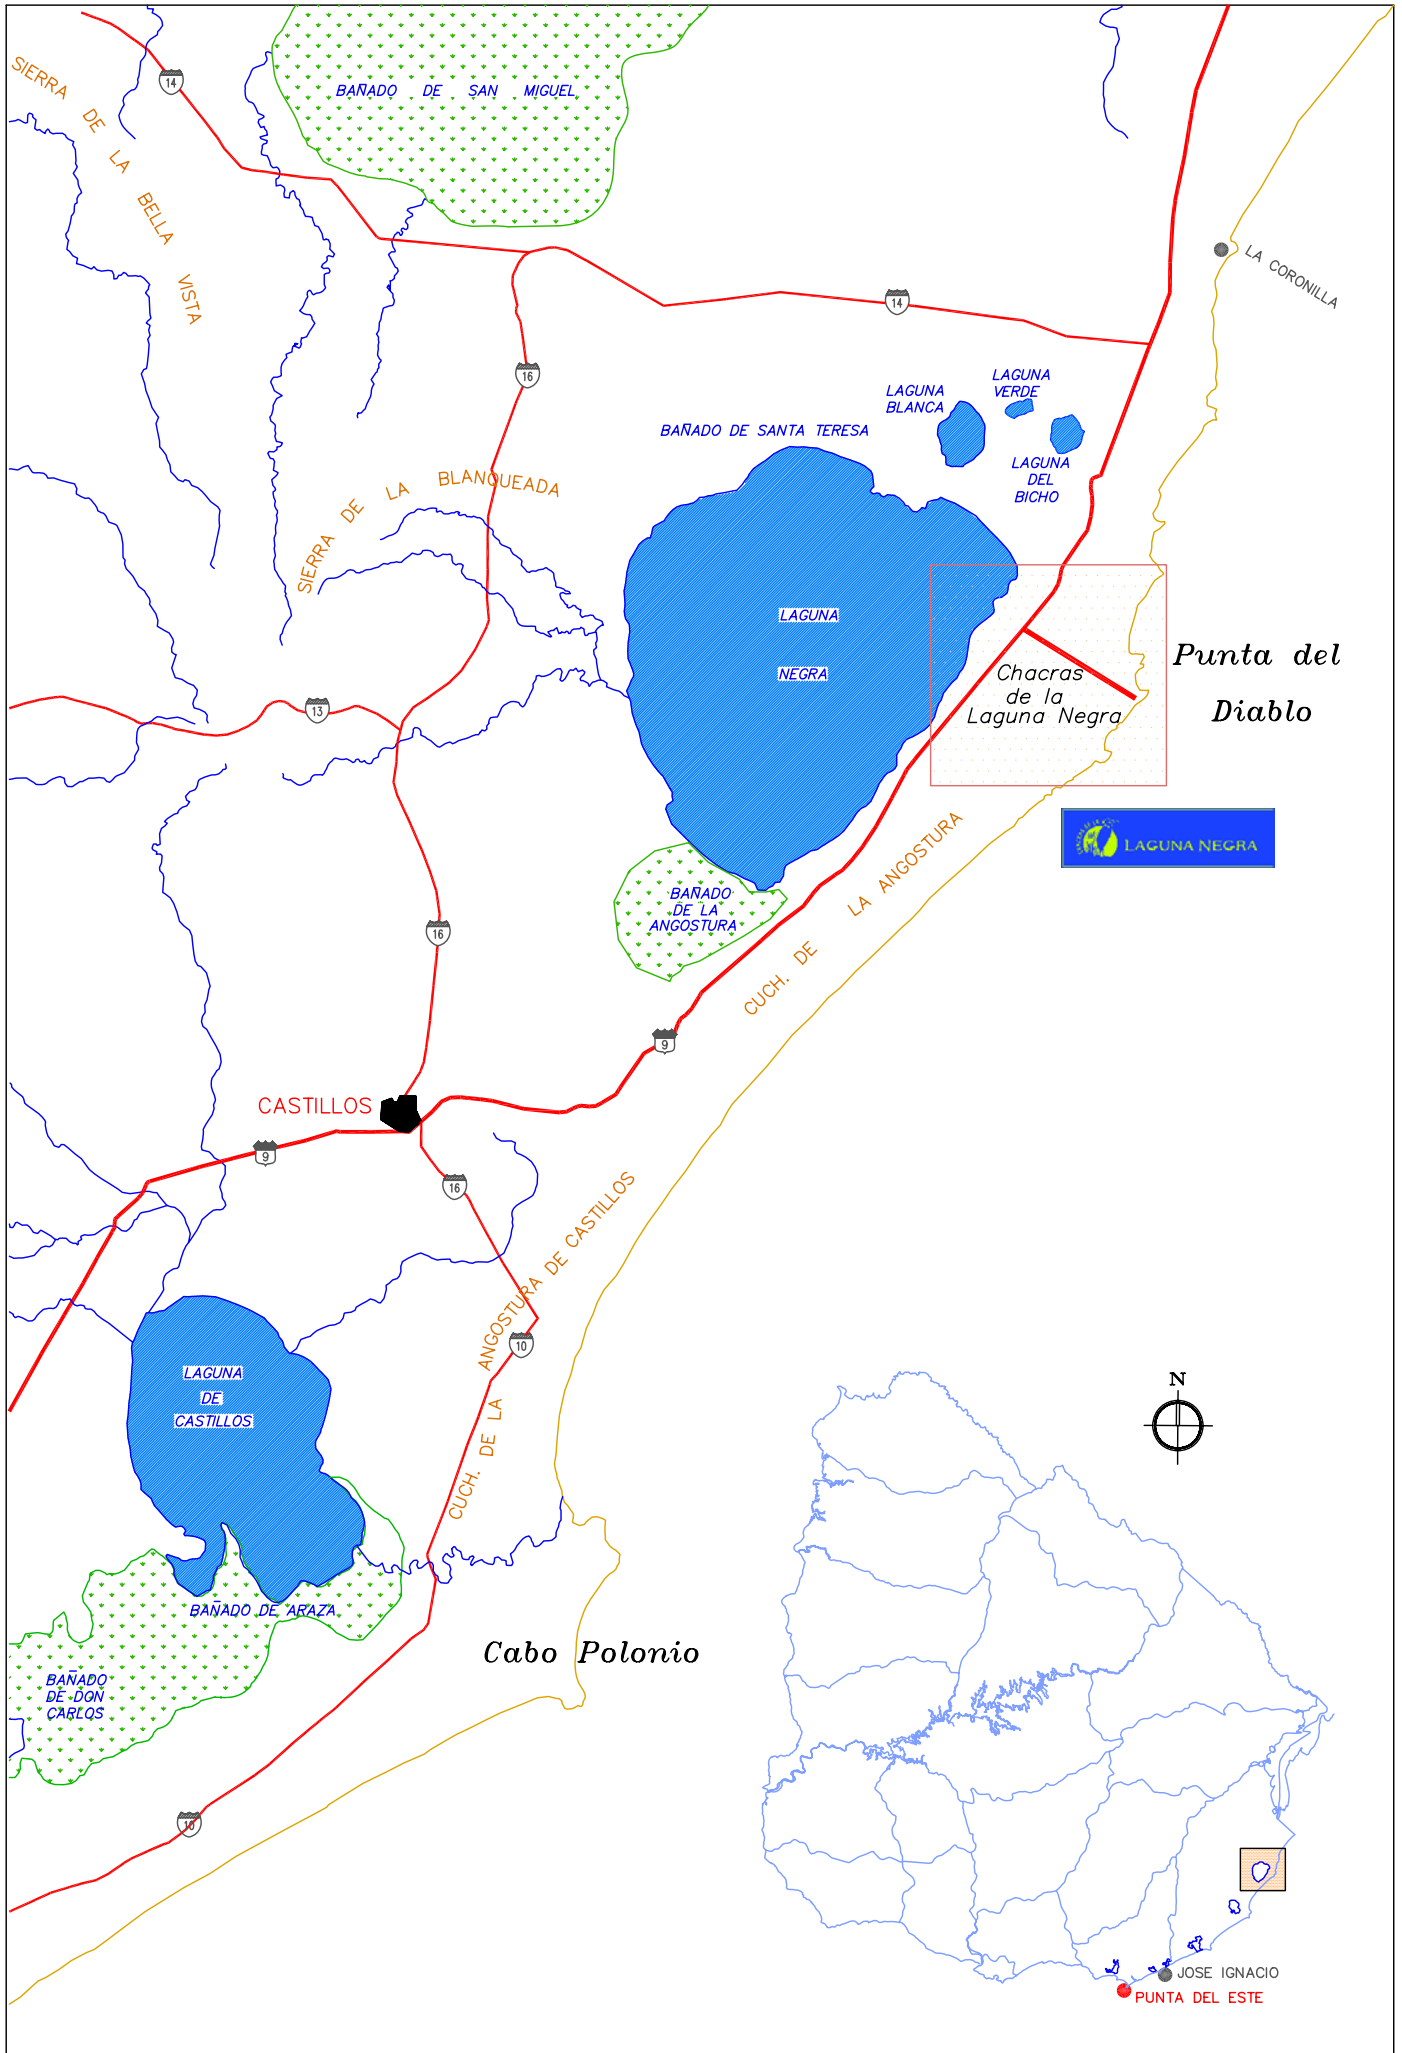 SIERRA DE LA BELLA VISTA
14
BAÑADO DE SAN MIGUEL
LA CORONILLA
14
16
LAGUNA
BLANCA
LAGUNA
VERDE
LAGUNA
DEL
BICHO
BAÑADO DE SANTA TERESA
SIERRA DE LA BLANQUEADA
LAGUNA
NEGRA
Chacras
de la
Laguna Negra
Punta del
Diablo
13
LAGUNA NEGRA
BAÑADO
DE LA
ANGOSTURA
CUCH. DE LA ANGOSTURA
16
9
CASTILLOS
9
16
CUCH. DE LA ANGOSTURA DE CASTILLOS
10
LAGUNA
DE
CASTILLOS
N
BAÑADO DE ARAZA
Cabo Polonio
BAÑADO
DE DON
CARLOS
10
JOSE IGNACIO
PUNTA DEL ESTE